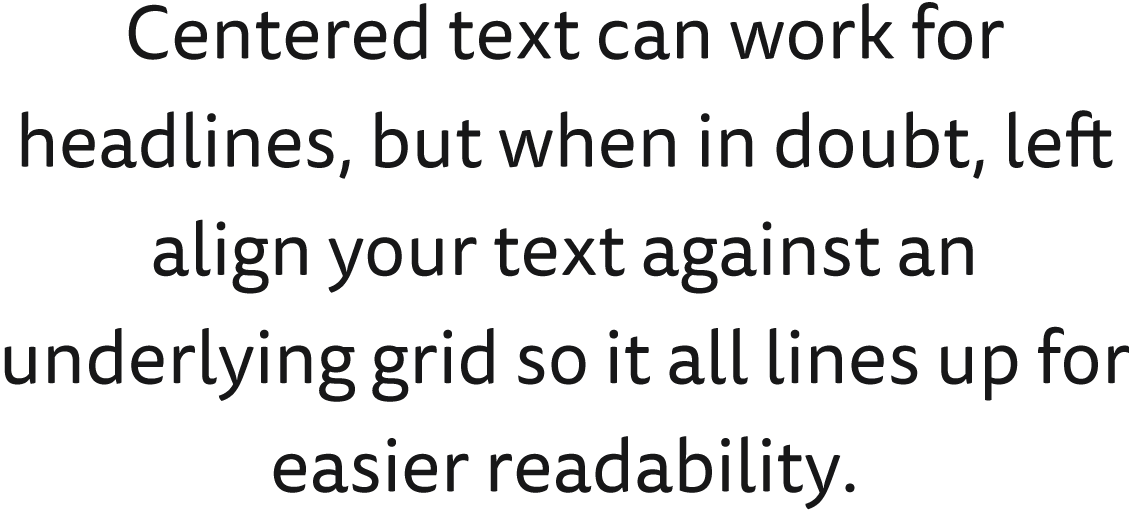 Centered text can work for
headlines, but when in doubt, left
align your text against an
underlying grid so it all lines up for
easier readability.